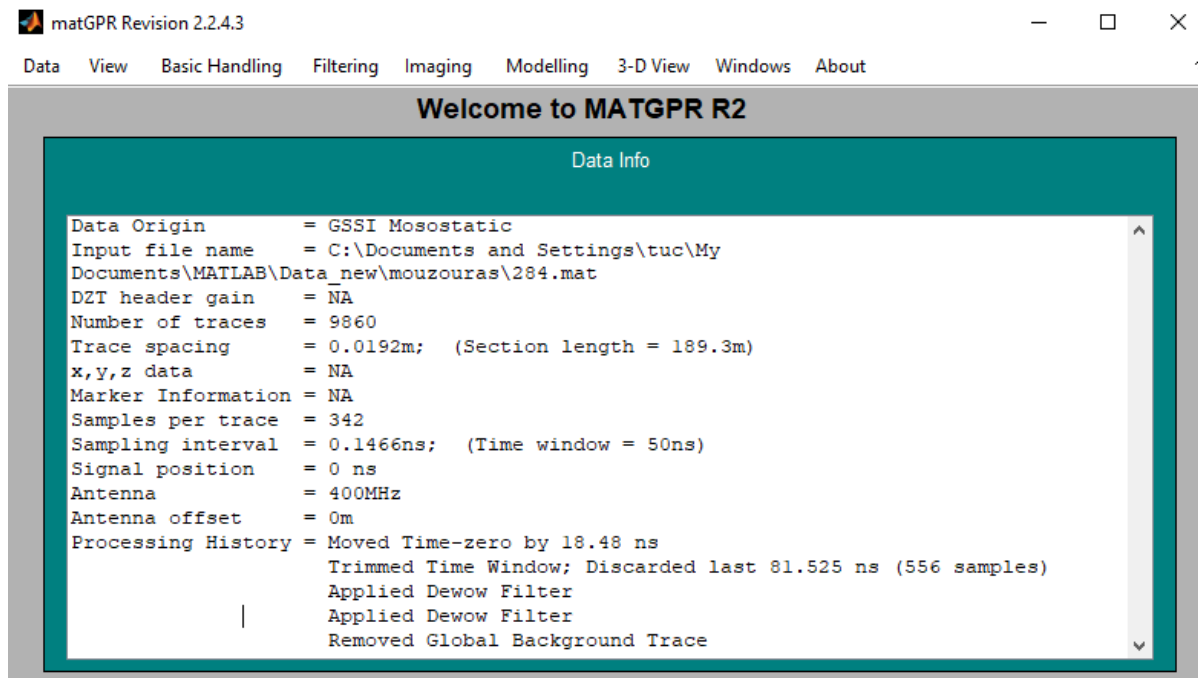 matGPR Revision 2.2.4.3
Data View Basic Handling Filtering Imaging Modelling 3-D View Windows About
Welcome to MATGPR R2
Data Info
Data Origin = GSSI Mosostatic
Input file name = C:\Documents and Settings\tuc\My
Documents\MATLAB\Data_new\mouzouras\284.mat
DZT header gain = NA
Number of traces = 9860
Trace spacing = 0.0192m; (Section length = 189.3m)
x,y,z data = NA
Marker Information = NA
Samples per trace = 342
Sampling interval = 0.1466ns; (Time window = 50ns)
Signal position = 0 ns
Antenna = 400MHz
Antenna offset = 0m
Processing History = Moved Time-zero by 18.48 ns
Trimmed Time Window; Discarded last 81.525 ns (556 samples)
Applied Dewow Filter
Applied Dewow Filter
Removed Global Background Trace